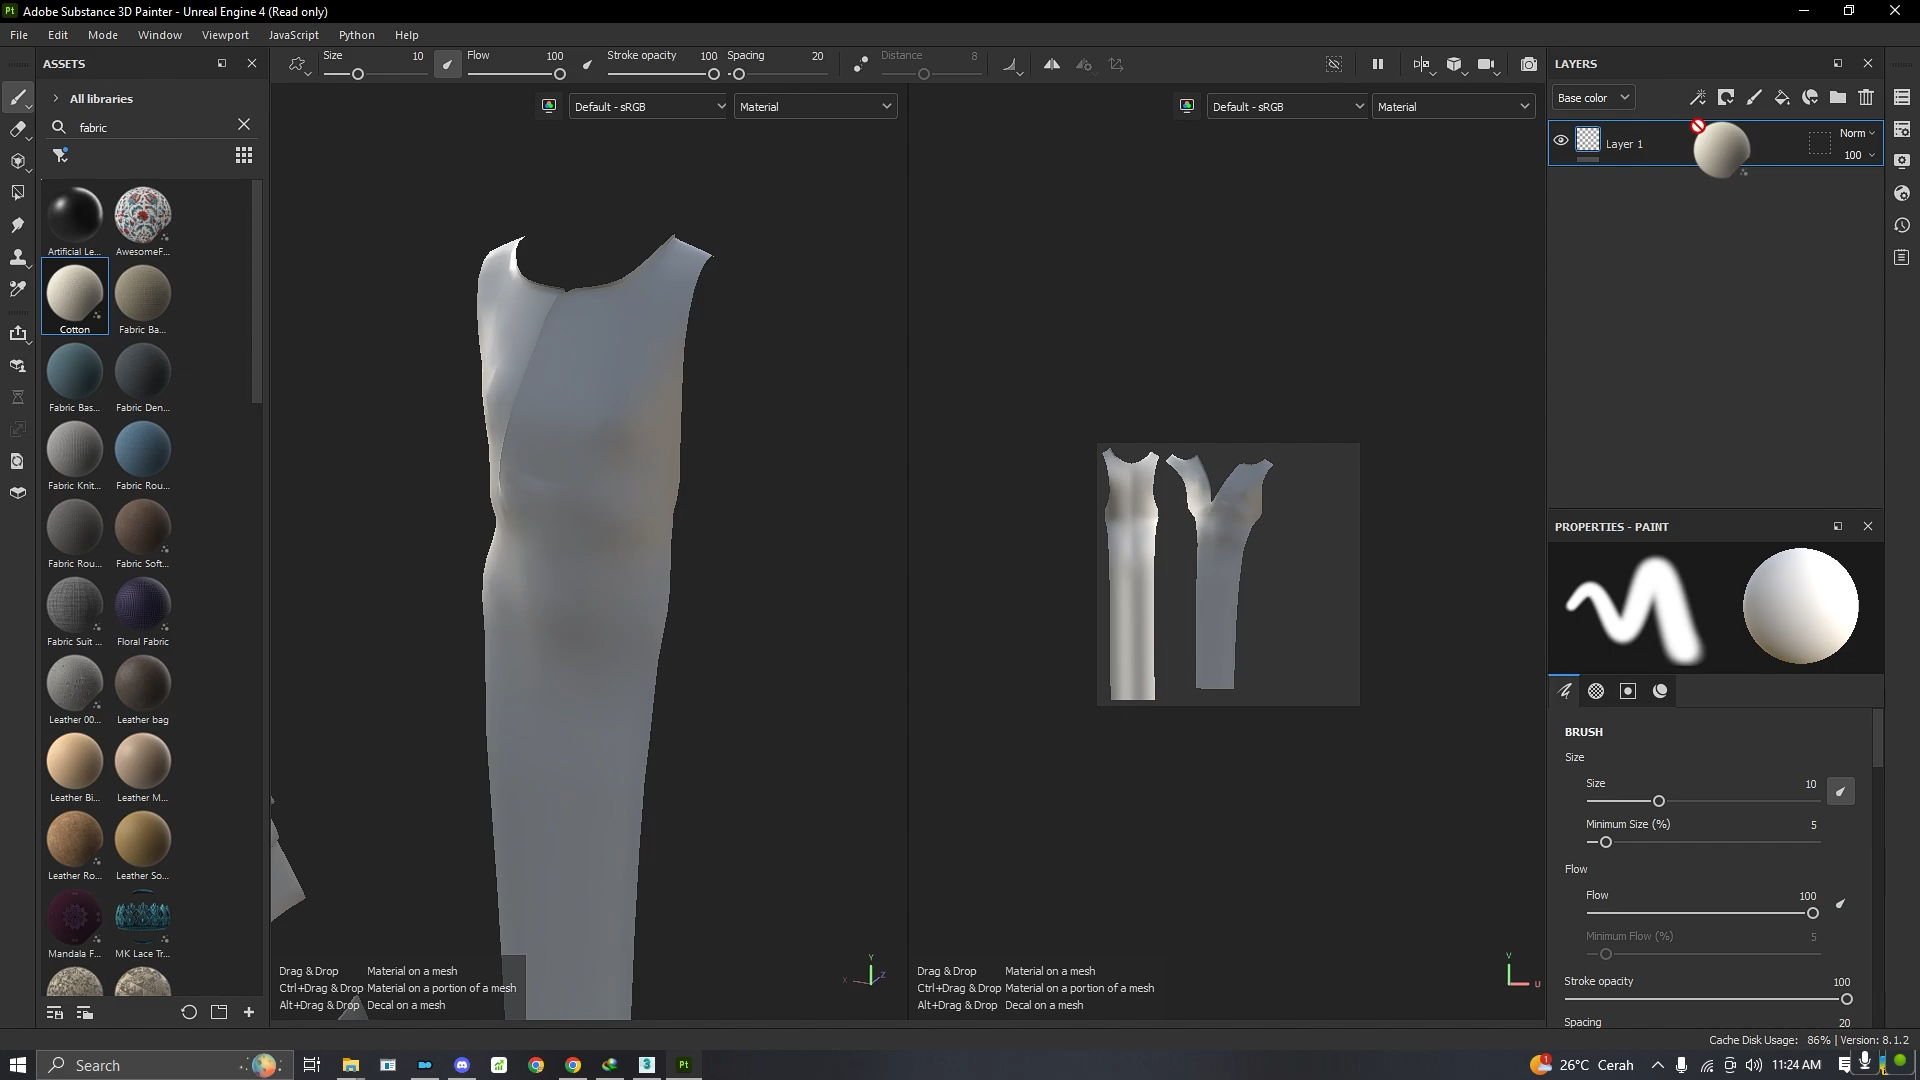 Pt Adobe Substance 3D Painter - Unreal Engine 4 (Read only)
File Edit Mode Window Viewport JavaScript Python Help
ASSETS
All libraries
fabric
Artificial Le...
AwesomeF...
Cotton
Fabric Ba...
Fabric Bas...
Fabric Den...
Fabric Knit...
Fabric Rou...
Fabric Rou...
Fabric Soft...
Fabric Suit ...
Floral Fabric
Leather 00...
Leather bag
Leather Bi...
Leather M...
Leather Ro...
Leather So...
Mandala F...
MK Lace Tr...
Size 10 Flow 100 Stroke opacity 100 Spacing 20 Distance 8
Default - sRGB
Material
Default - sRGB
Material
Drag & Drop Material on a mesh
Ctrl+Drag & Drop Material on a portion of a mesh
Alt+Drag & Drop Decal on a mesh
Y
X
Z
Drag & Drop Material on a mesh
Ctrl+Drag & Drop Material on a portion of a mesh
Alt+Drag & Drop Decal on a mesh
V
U
LAYERS
Base color
Layer 1
Norm
100
PROPERTIES - PAINT
BRUSH
Size
Size 10
Minimum Size (%) 5
Flow
Flow 100
Minimum Flow (%) 5
Stroke opacity 100
Spacing 20
Cache Disk Usage: 86% | Version: 8.1.2
Search
3
Pt
1
26°C Cerah
11:24 AM